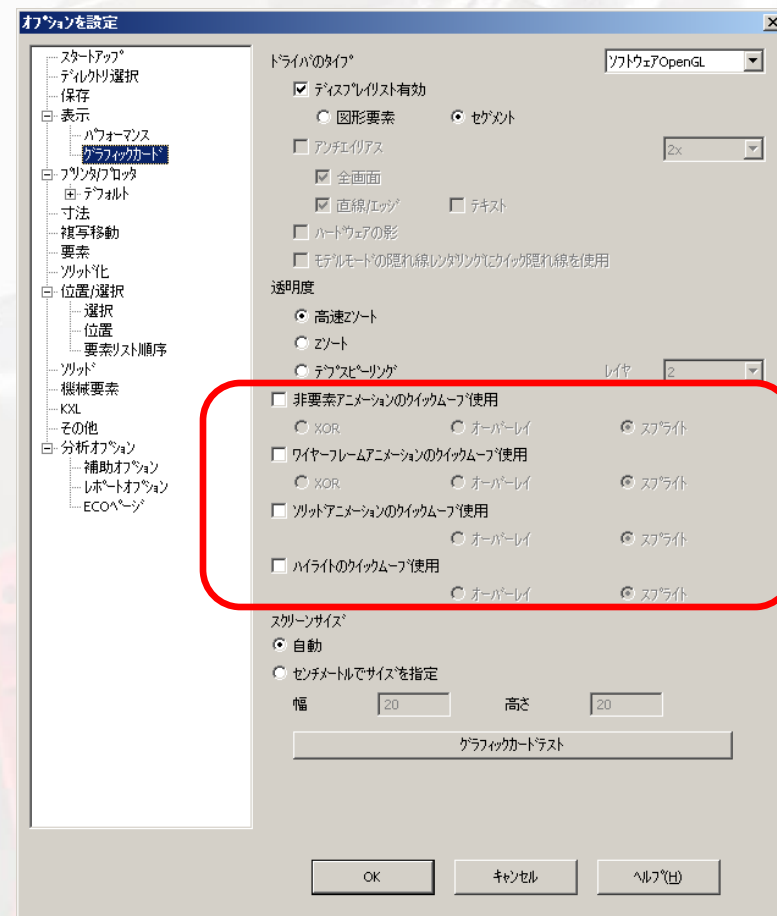 オプションを設定
スタートアップ
ディレクトリ選択
保存
表示
パフォーマンス
グラフィックカード
プリンタ/プロッタ
デフォルト
寸法
複写移動
要素
ソリッド化
位置/選択
選択
位置
要素リスト順序
ソリッド
機械要素
KXL
その他
分析オプション
補助オプション
レポートオプション
ECOページ
ドライバのタイプ ソフトウェアOpenGL
ディスプレイリスト有効
図形要素 セグメント
アンチエイリアス 2x
全画面
直線/エッジ テキスト
ハードウェアの影
モデルモードの隠れ線レンタリングにクイック隠れ線を使用
透明度
高速Zソート
Zソート
デプスピーリング レイヤ 2
非要素アニメーションのクイックムーブ使用
XOR オーバーレイ スプライト
ワイヤーフレームアニメーションのクイックムーブ使用
XOR オーバーレイ スプライト
ソリッドアニメーションのクイックムーブ使用
オーバーレイ スプライト
ハイライトのクイックムーブ使用
オーバーレイ スプライト
スクリーンサイズ
自動
センチメートルでサイズを指定
幅 20 高さ 20
グラフィックカードテスト
OK キャンセル ヘルプ(H)